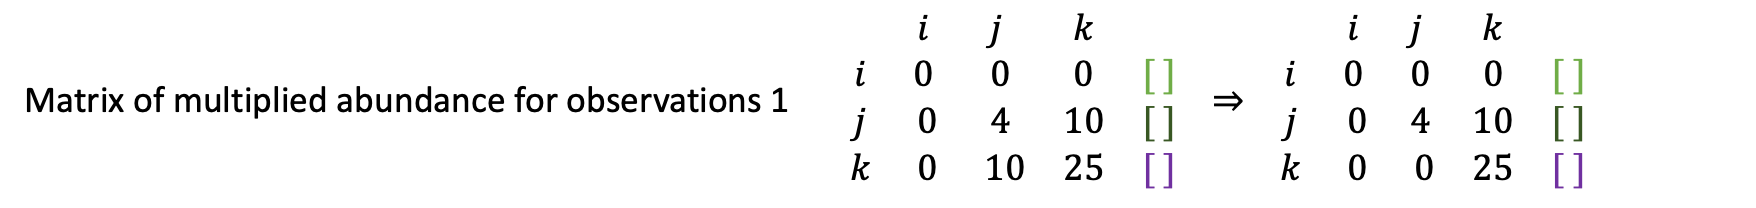 i j k i j k
i 0 0 0 [ ] i 0 0 0 [ ]
Matrix of multiplied abundance for observations 1 j 0 4 10 [ ] ⇒ j 0 4 10 [ ]
k 0 10 25 [ ] k 0 0 25 [ ]